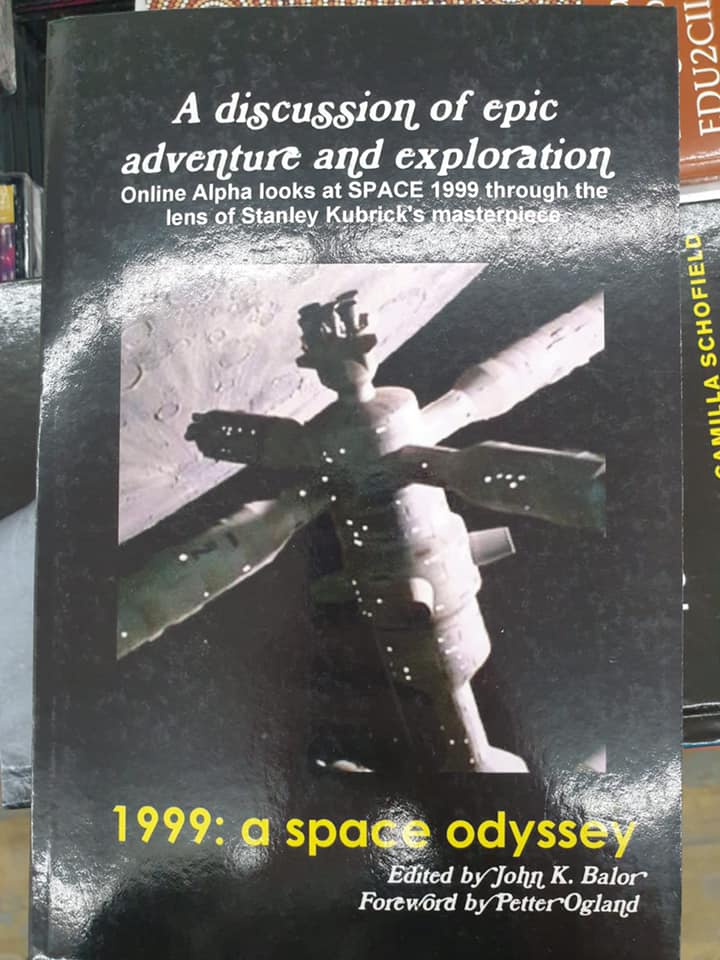 A discussion of epic
adventure and exploration
Online Alpha looks at SPACE 1999 through the
lens of Stanley Kubrick's masterpiece
1999: a space odyssey
Edited by John K. Balor
Foreword by Petter Ogland
EDU2CII
CAMILLA SCHOFIELD